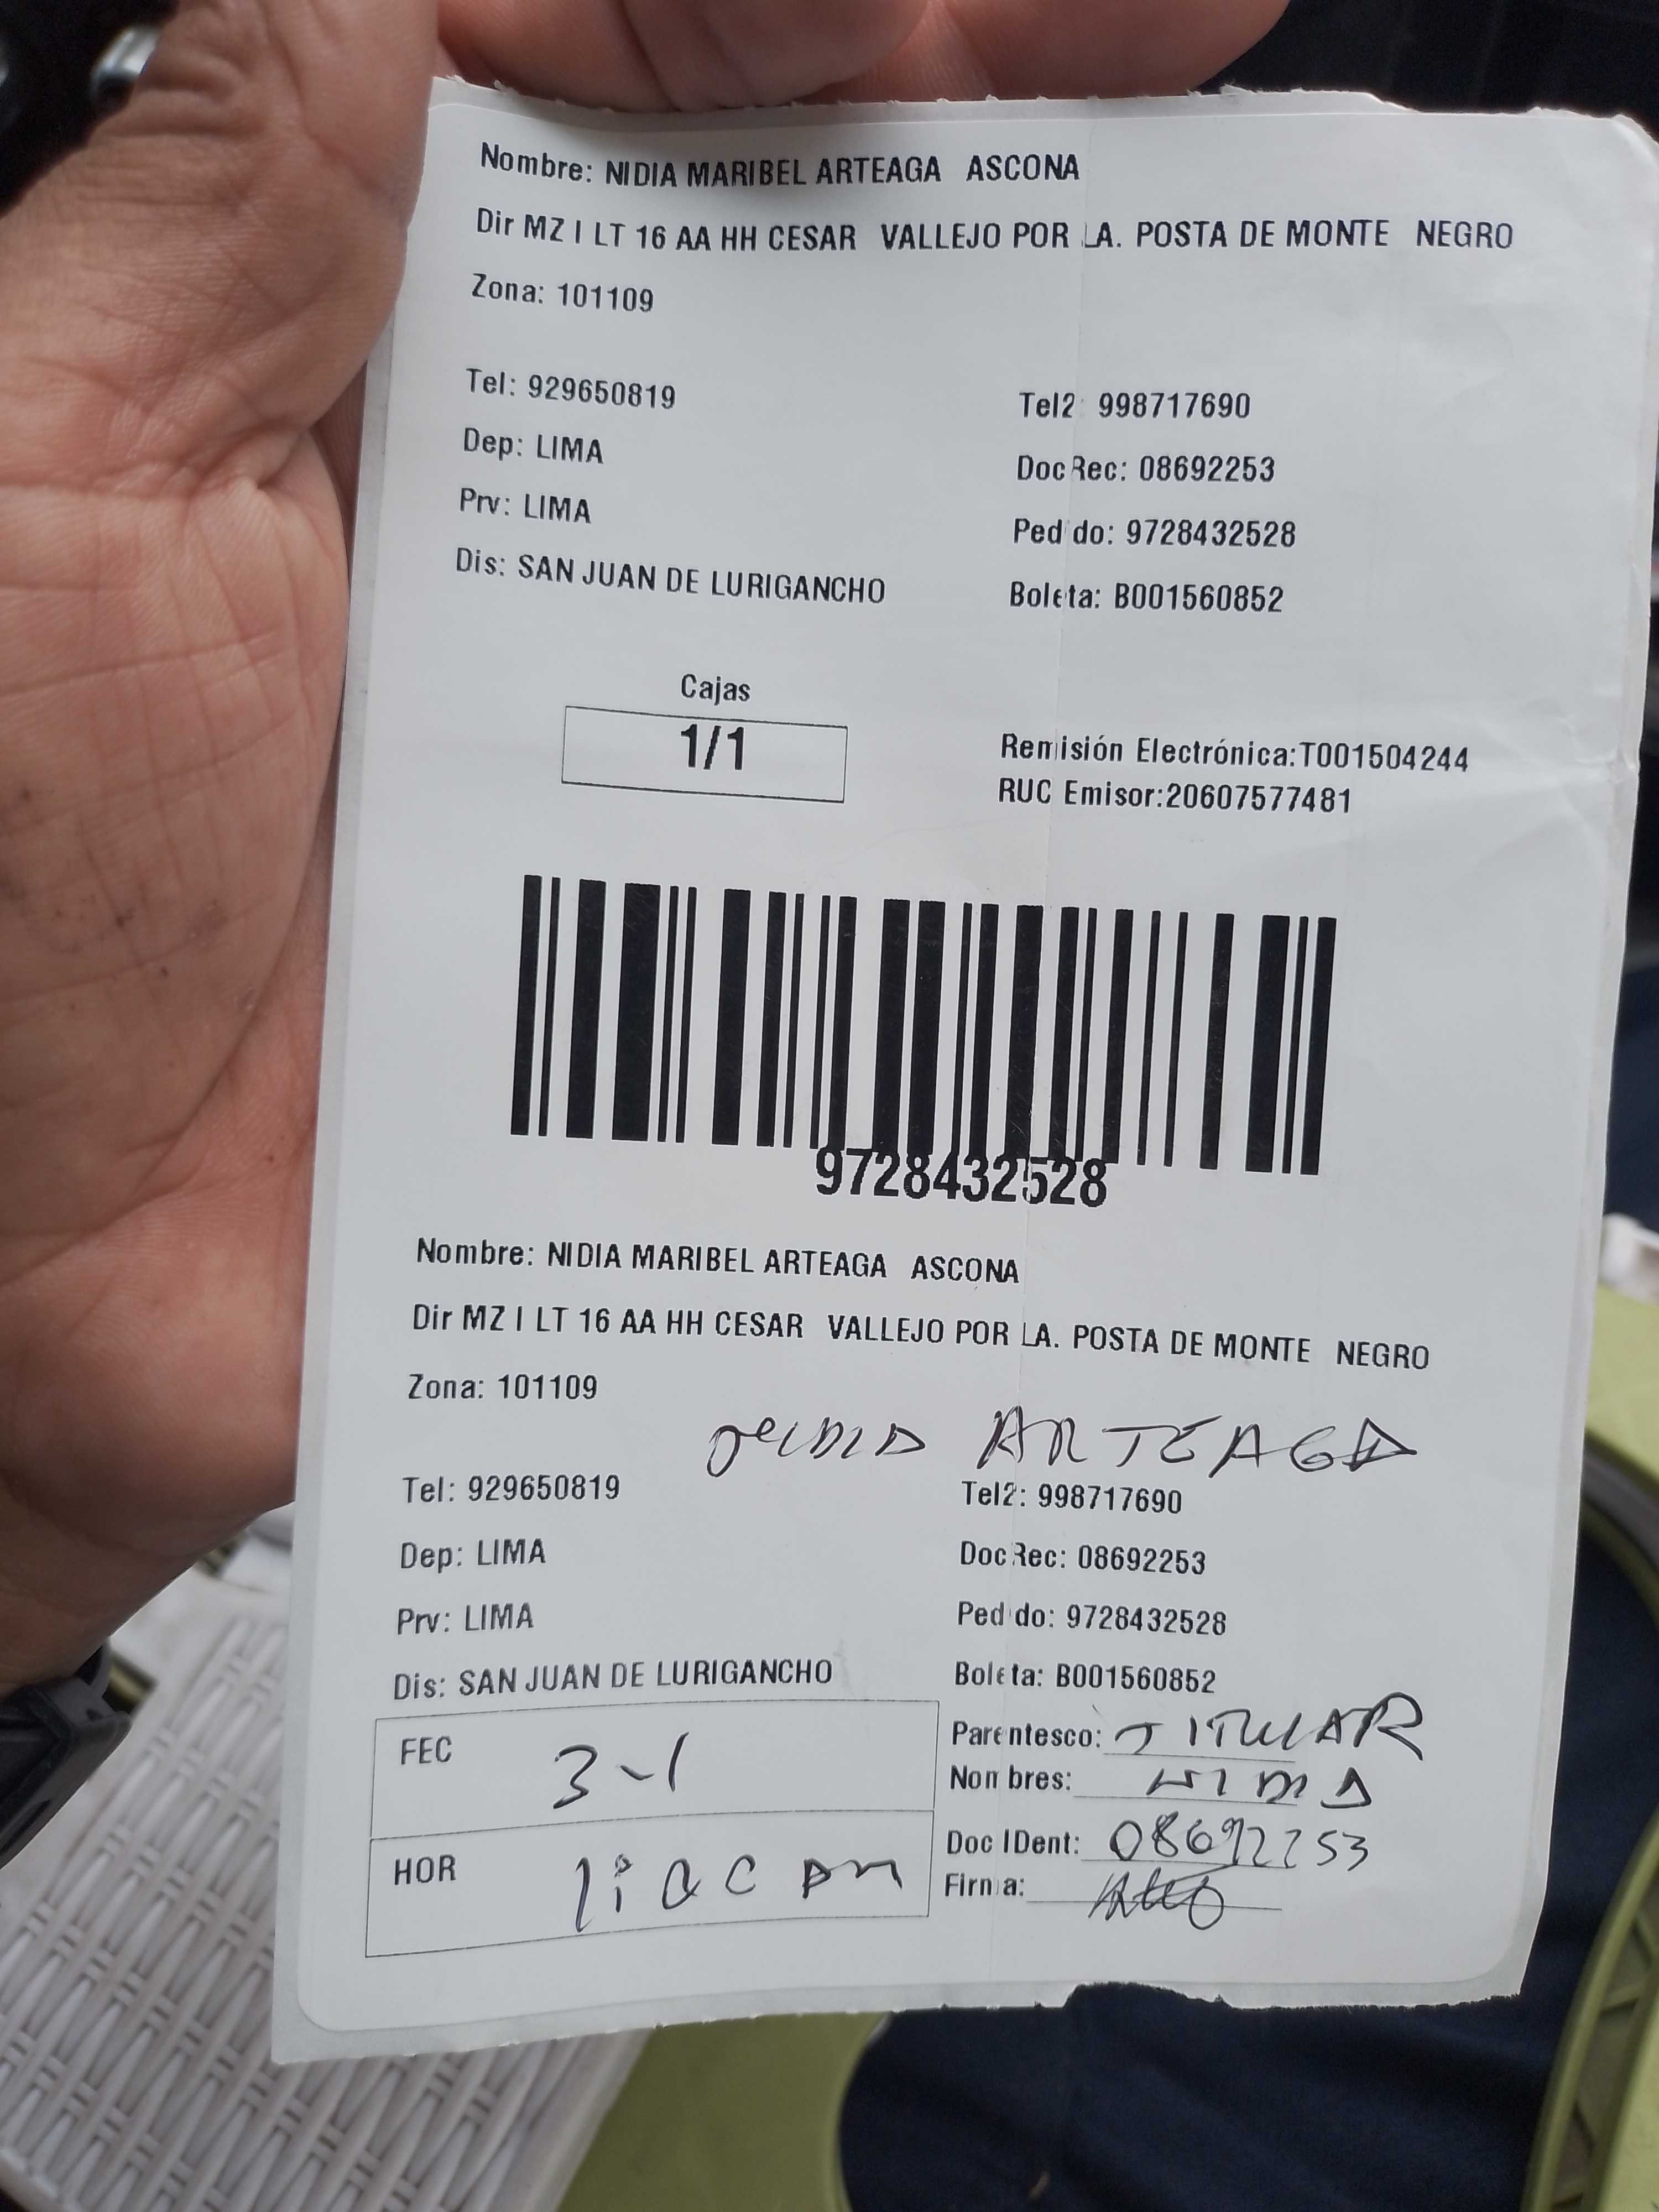 Nombre: NIDIA MARIBEL ARTEAGA ASCONA
Dir MZ I LT 16 AA HH CESAR VALLEJO POR LA. POSTA DE MONTE NEGRO
Zona: 101109
Tel: 929650819 Tel2: 998717690
Dep: LIMA Doc Rec: 08692253
Prv: LIMA Pedido: 9728432528
Dis: SAN JUAN DE LURIGANCHO Boleta: B001560852
Cajas
1/1
Remisión Electrónica:T001504244
RUC Emisor:20607577481
9728432528
Nombre: NIDIA MARIBEL ARTEAGA ASCONA
Dir MZ I LT 16 AA HH CESAR VALLEJO POR LA. POSTA DE MONTE NEGRO
Zona: 101109
ARTEAGA
Tel: 929650819 Tel2: 998717690
Dep: LIMA Doc Rec: 08692253
Prv: LIMA Pedido: 9728432528
Dis: SAN JUAN DE LURIGANCHO Boleta: B001560852
FEC 3-1 Parentesco: TITULAR
Nombres: NIDIA
HOR Doc IDent: 08692253
Firma: